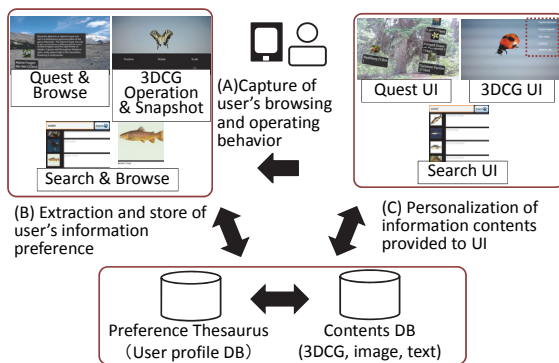 Quest &
Browse
3DCG
Operation
& Snapshot
Search & Browse
(A)Capture of
user's browsing
and operating
behavior
Quest UI
3DCG UI
Search UI
(B) Extraction and store of
user's information
preference
(C) Personalization of
information contents
provided to UI
Preference Thesaurus
(User profile DB)
Contents DB
(3DCG, image, text)